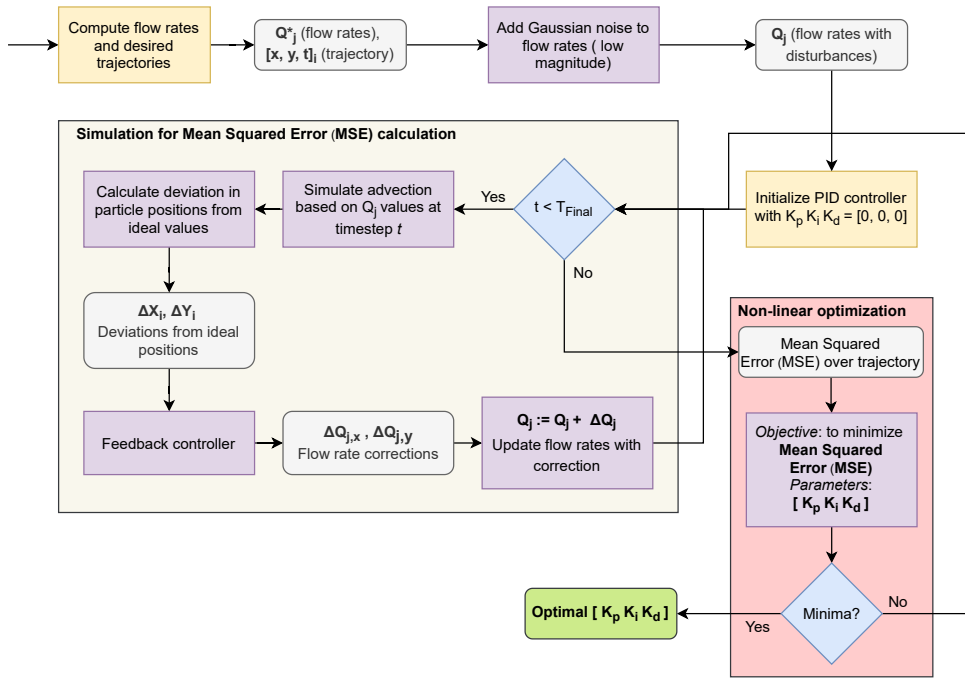 Compute flow rates
and desired
trajectories
Q*j (flow rates),
[x, y, t]i (trajectory)
Add Gaussian noise to
flow rates ( low
magnitude)
Qj (flow rates with
disturbances)
Simulation for Mean Squared Error (MSE) calculation
Calculate deviation in
particle positions from
ideal values
Simulate advection
based on Qj values at
timestep t
Yes
t < TFinal
No
Initialize PID controller
with Kp Ki Kd = [0, 0, 0]
ΔXi, ΔYi
Deviations from ideal
positions
Feedback controller
ΔQj,x , ΔQj,y
Flow rate corrections
Qj := Qj + ΔQj
Update flow rates with
correction
Non-linear optimization
Mean Squared
Error (MSE) over trajectory
Objective: to minimize
Mean Squared
Error (MSE)
Parameters:
[ Kp Ki Kd ]
Minima?
No
Yes
Optimal [ Kp Ki Kd ]